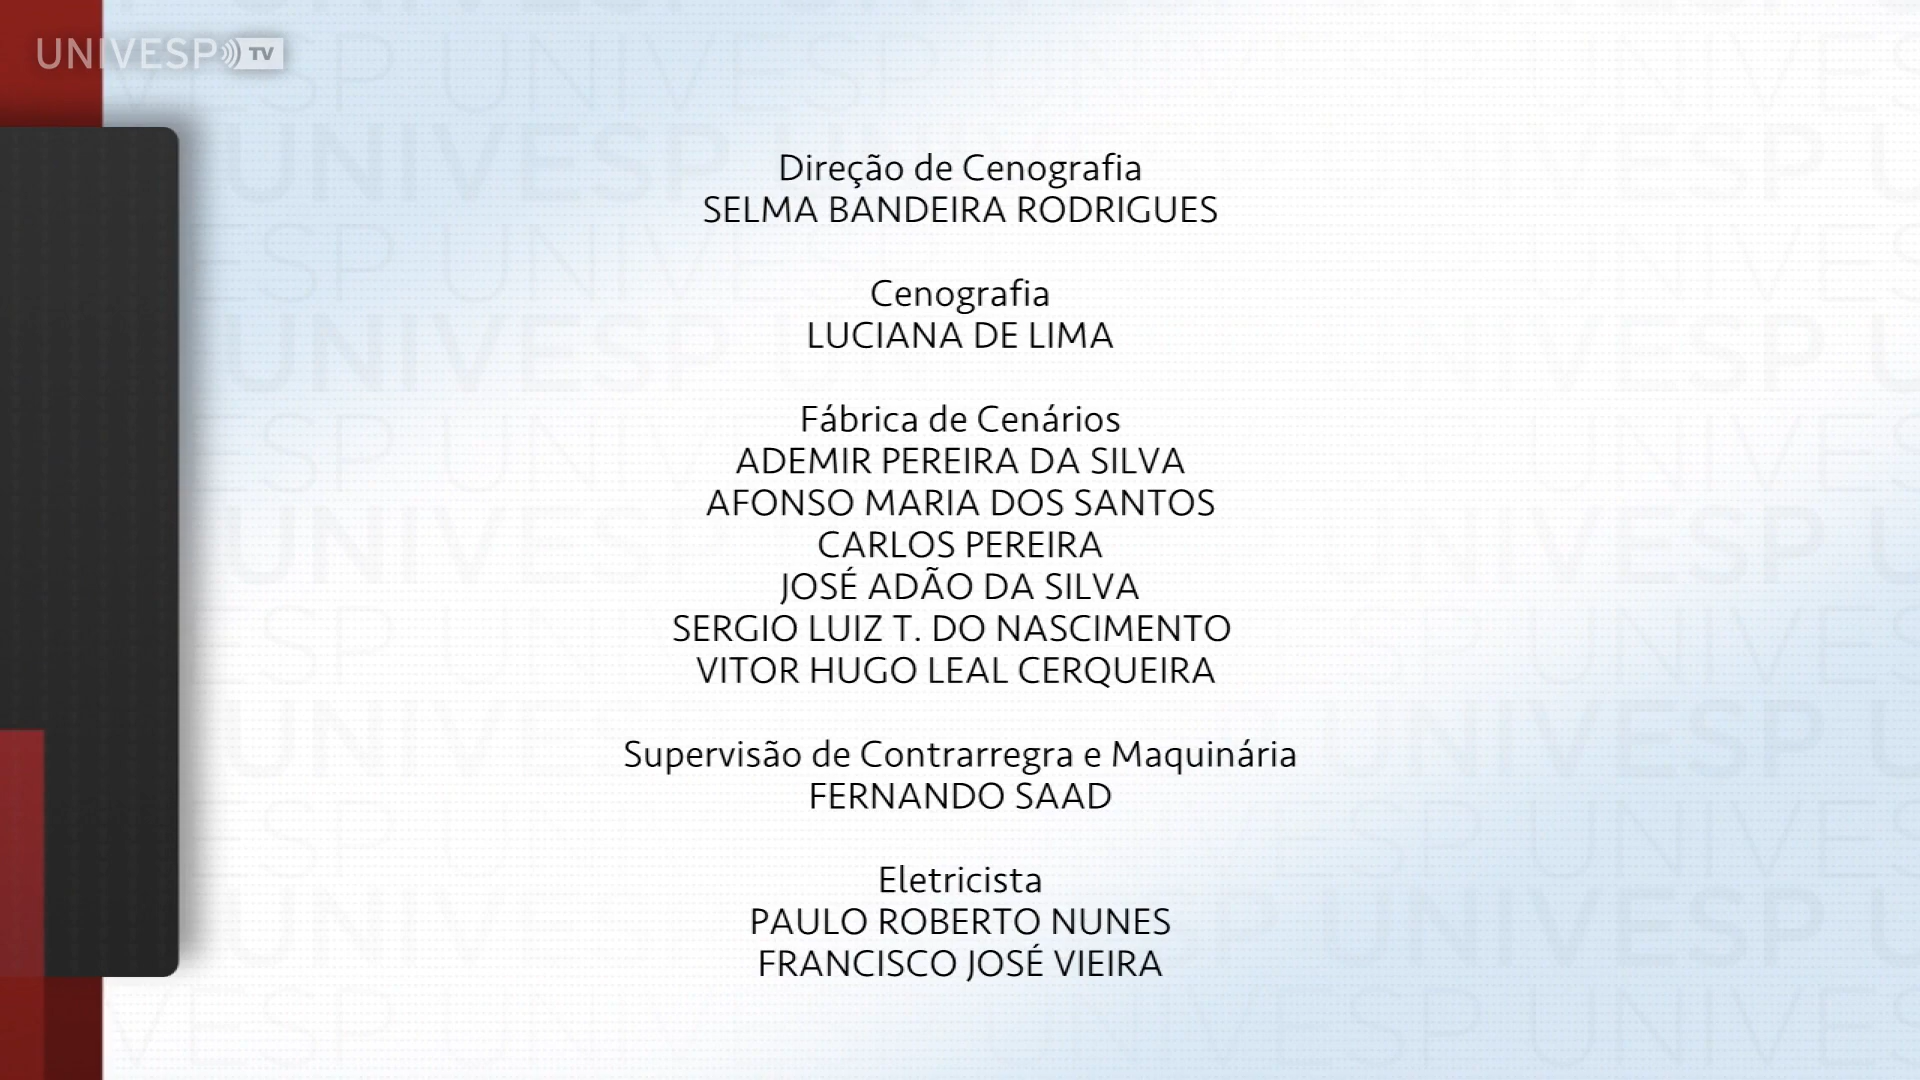 UNIVESP TV
Direção de Cenografia
SELMA BANDEIRA RODRIGUES
Cenografia
LUCIANA DE LIMA
Fábrica de Cenários
ADEMIR PEREIRA DA SILVA
AFONSO MARIA DOS SANTOS
CARLOS PEREIRA
JOSÉ ADÃO DA SILVA
SERGIO LUIZ T. DO NASCIMENTO
VITOR HUGO LEAL CERQUEIRA
Supervisão de Contrarregra e Maquinária
FERNANDO SAAD
Eletricista
PAULO ROBERTO NUNES
FRANCISCO JOSÉ VIEIRA